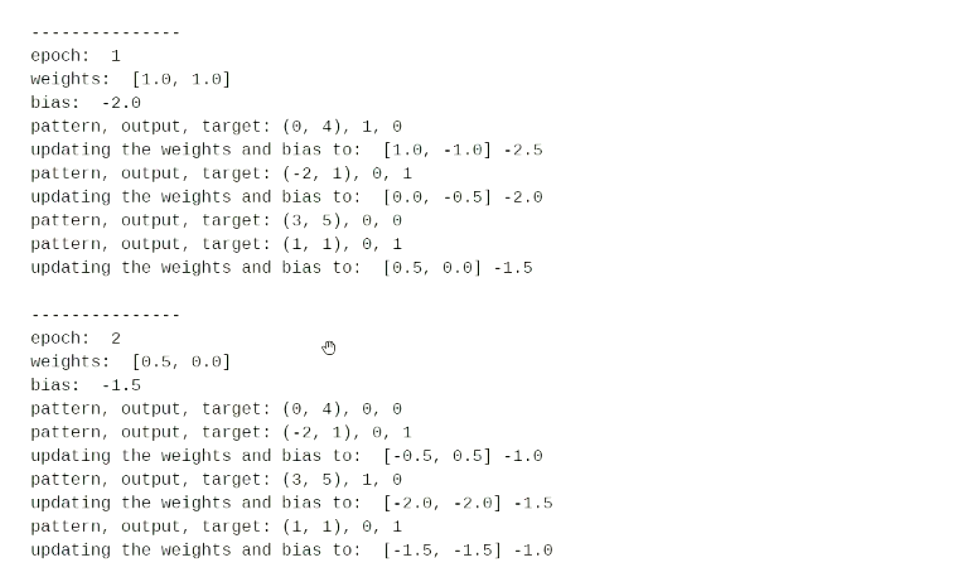 ---------------
epoch:  1
weights:  [1.0, 1.0]
bias:  -2.0
pattern, output, target: (0, 4), 1, 0
updating the weights and bias to:  [1.0, -1.0] -2.5
pattern, output, target: (-2, 1), 0, 1
updating the weights and bias to:  [0.0, -0.5] -2.0
pattern, output, target: (3, 5), 0, 0
pattern, output, target: (1, 1), 0, 1
updating the weights and bias to:  [0.5, 0.0] -1.5
---------------
epoch:  2
weights:  [0.5, 0.0]
bias:  -1.5
pattern, output, target: (0, 4), 0, 0
pattern, output, target: (-2, 1), 0, 1
updating the weights and bias to:  [-0.5, 0.5] -1.0
pattern, output, target: (3, 5), 1, 0
updating the weights and bias to:  [-2.0, -2.0] -1.5
pattern, output, target: (1, 1), 0, 1
updating the weights and bias to:  [-1.5, -1.5] -1.0